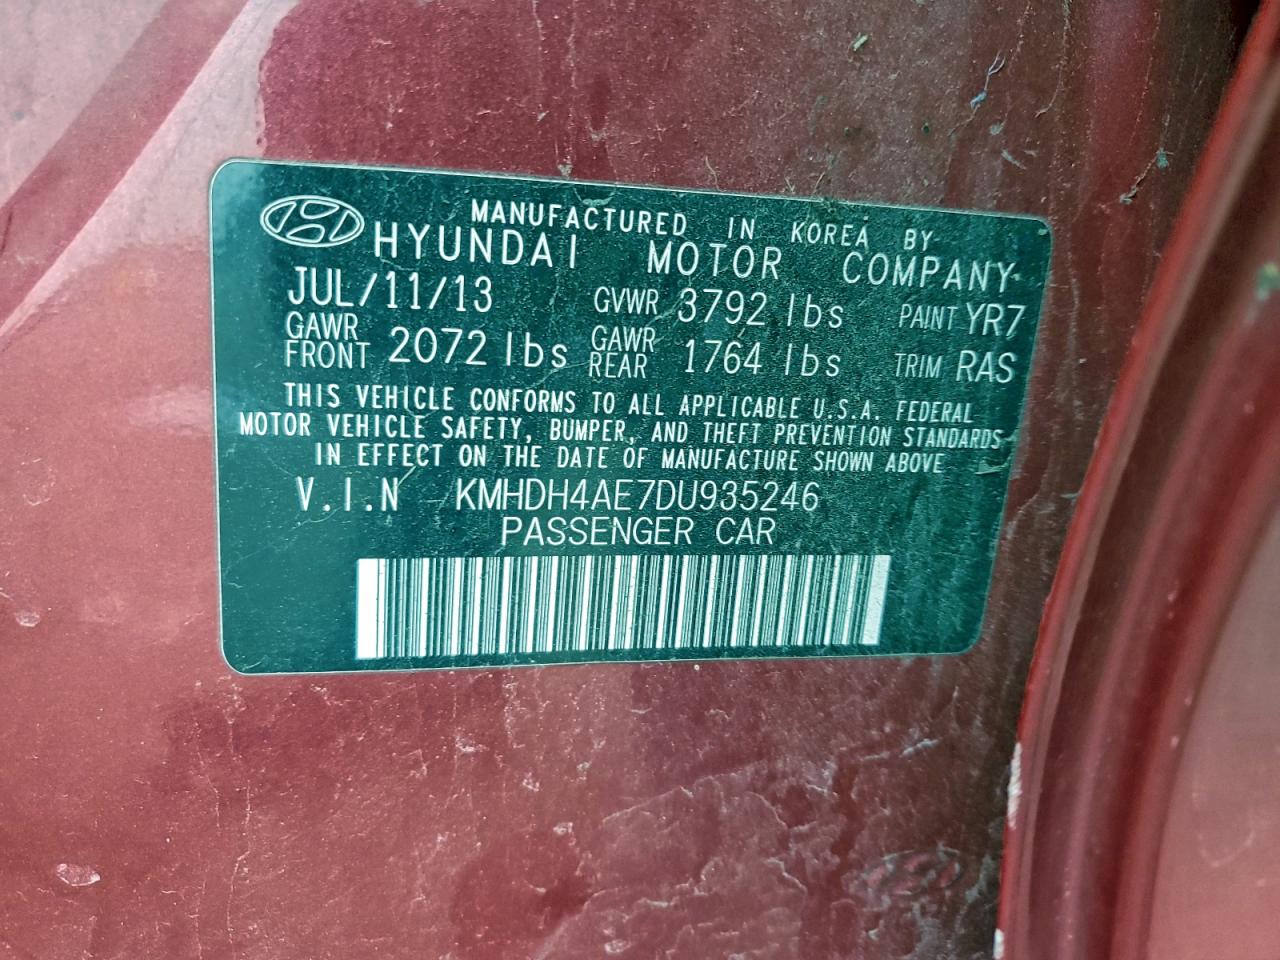 MANUFACTURED IN KOREA BY
HYUNDAI MOTOR COMPANY
JUL/11/13 GVWR 3792 lbs PAINT YR7
GAWR FRONT 2072 lbs GAWR REAR 1764 lbs TRIM RAS
THIS VEHICLE CONFORMS TO ALL APPLICABLE U.S.A. FEDERAL
MOTOR VEHICLE SAFETY, BUMPER, AND THEFT PREVENTION STANDARDS
IN EFFECT ON THE DATE OF MANUFACTURE SHOWN ABOVE
V.I.N KMHDH4AE7DU935246
PASSENGER CAR